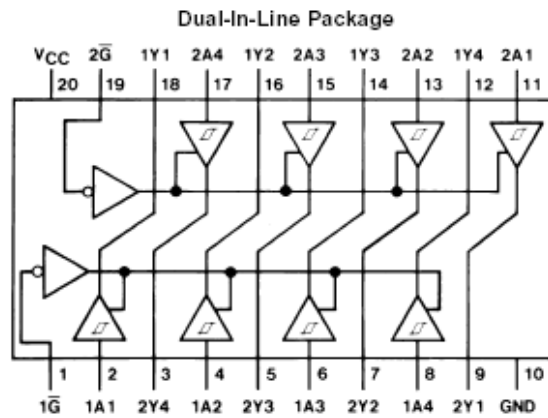 Dual-In-Line Package
VCC 2G̅ 1Y1 2A4 1Y2 2A3 1Y3 2A2 1Y4 2A1
20 19 18 17 16 15 14 13 12 11
1 2 3 4 5 6 7 8 9 10
1G̅ 1A1 2Y4 1A2 2Y3 1A3 2Y2 1A4 2Y1 GND